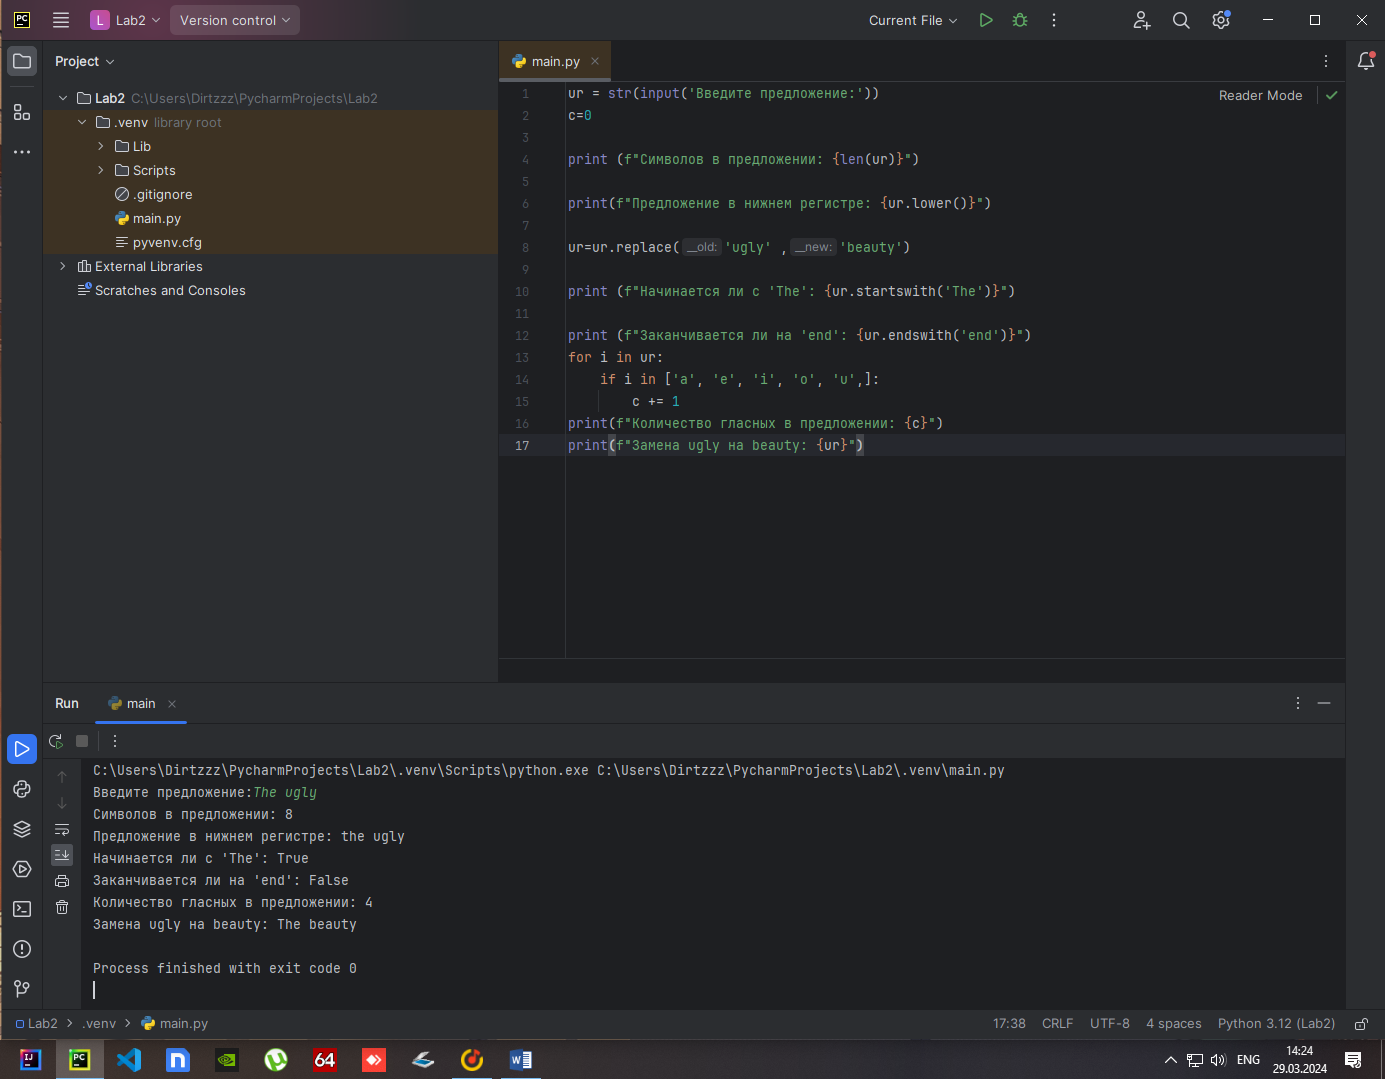 PC
L Lab2 Version control
Current File
Project
Lab2 C:\Users\Dirtzzz\PycharmProjects\Lab2
.venv library root
Lib
Scripts
.gitignore
main.py
pyvenv.cfg
External Libraries
Scratches and Consoles
main.py
Reader Mode
1 ur = str(input('Введите предложение:'))
2 c=0
3
4 print (f"Символов в предложении: {len(ur)}")
5
6 print(f"Предложение в нижнем регистре: {ur.lower()}")
7
8 ur=ur.replace( __old: 'ugly' , __new: 'beauty')
9
10 print (f"Начинается ли с 'The': {ur.startswith('The')}")
11
12 print (f"Заканчивается ли на 'end': {ur.endswith('end')}")
13 for i in ur:
14 if i in ['a', 'e', 'i', 'o', 'u',]:
15 c += 1
16 print(f"Количество гласных в предложении: {c}")
17 print(f"Замена ugly на beauty: {ur}")
Run main
C:\Users\Dirtzzz\PycharmProjects\Lab2\.venv\Scripts\python.exe C:\Users\Dirtzzz\PycharmProjects\Lab2\.venv\main.py
Введите предложение:The ugly
Символов в предложении: 8
Предложение в нижнем регистре: the ugly
Начинается ли с 'The': True
Заканчивается ли на 'end': False
Количество гласных в предложении: 4
Замена ugly на beauty: The beauty
Process finished with exit code 0
Lab2 > .venv > main.py
17:38 CRLF UTF-8 4 spaces Python 3.12 (Lab2)
IJ PC 64 W ENG 14:24
29.03.2024